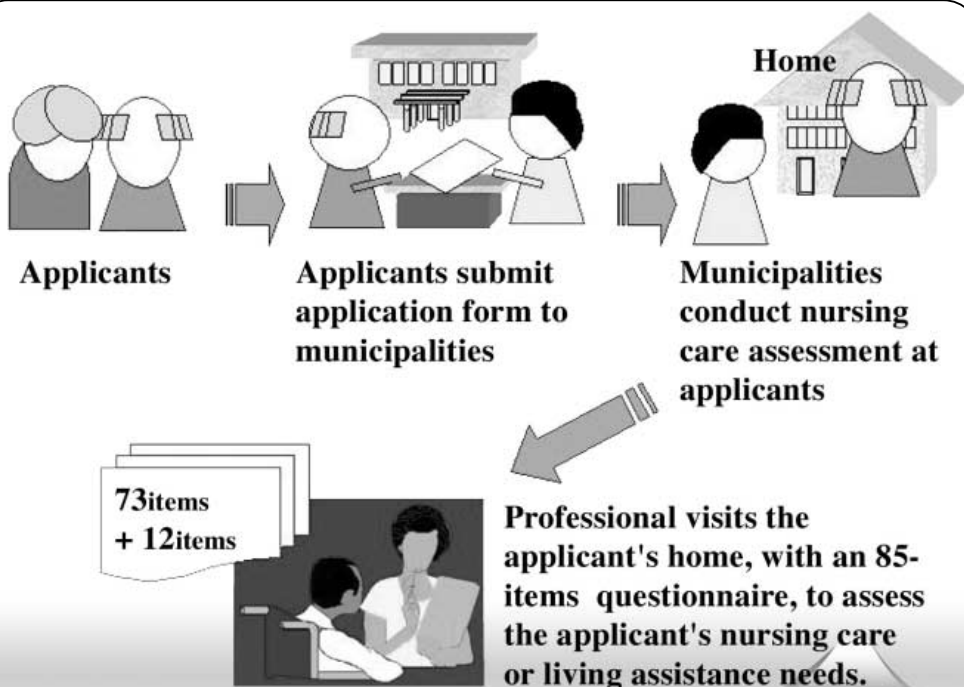 Home
Applicants
Applicants submit
application form to
municipalities
Municipalities
conduct nursing
care assessment at
applicants
73items
+ 12items
Professional visits the
applicant's home, with an 85-
items questionnaire, to assess
the applicant's nursing care
or living assistance needs.